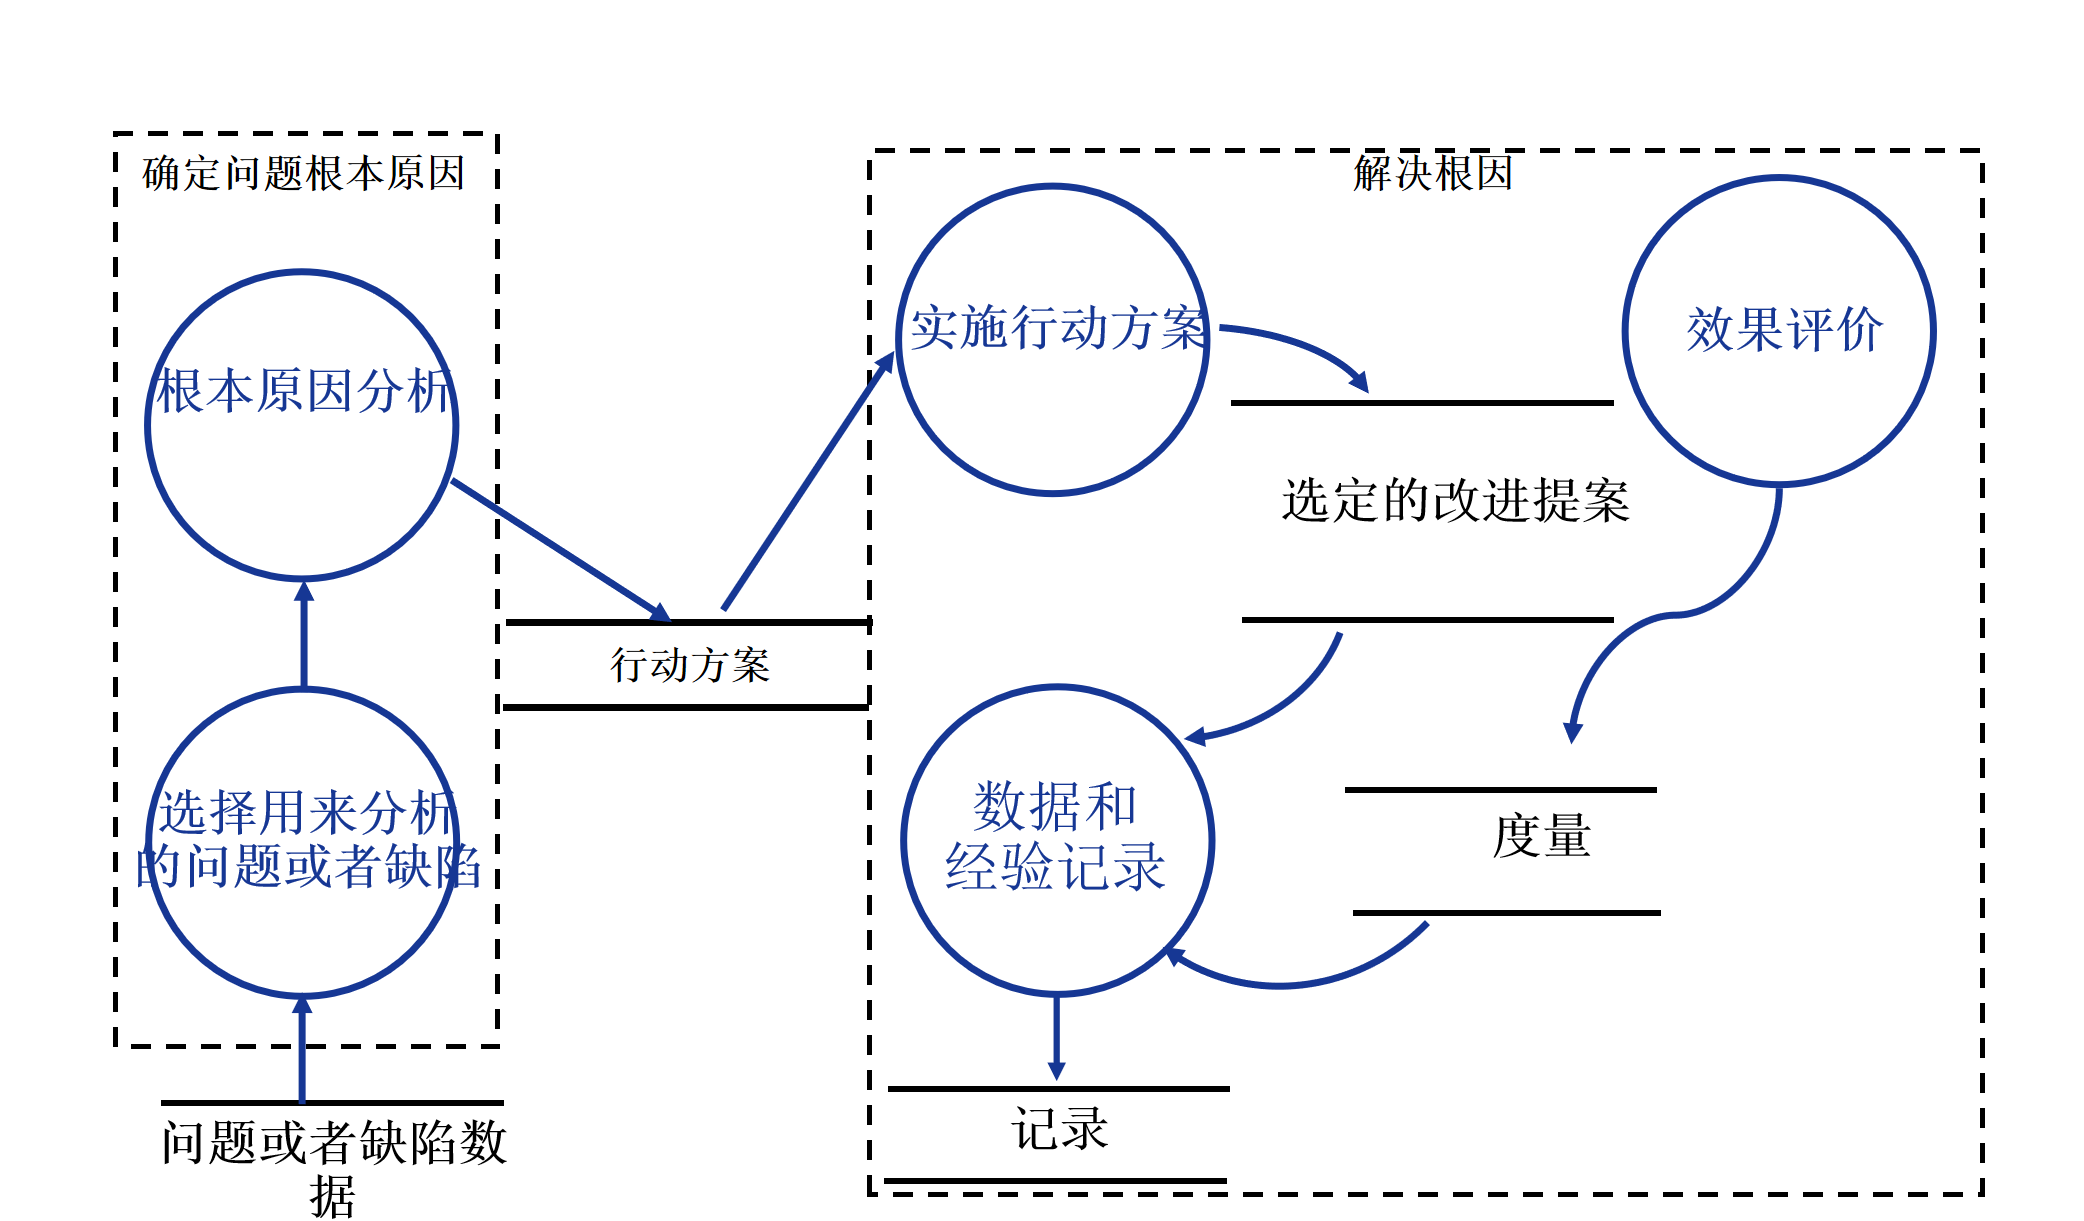 确定问题根本原因
根本原因分析
选择用来分析
的问题或者缺陷
问题或者缺陷数
据
行动方案
解决根因
实施行动方案
效果评价
选定的改进提案
数据和
经验记录
度量
记录